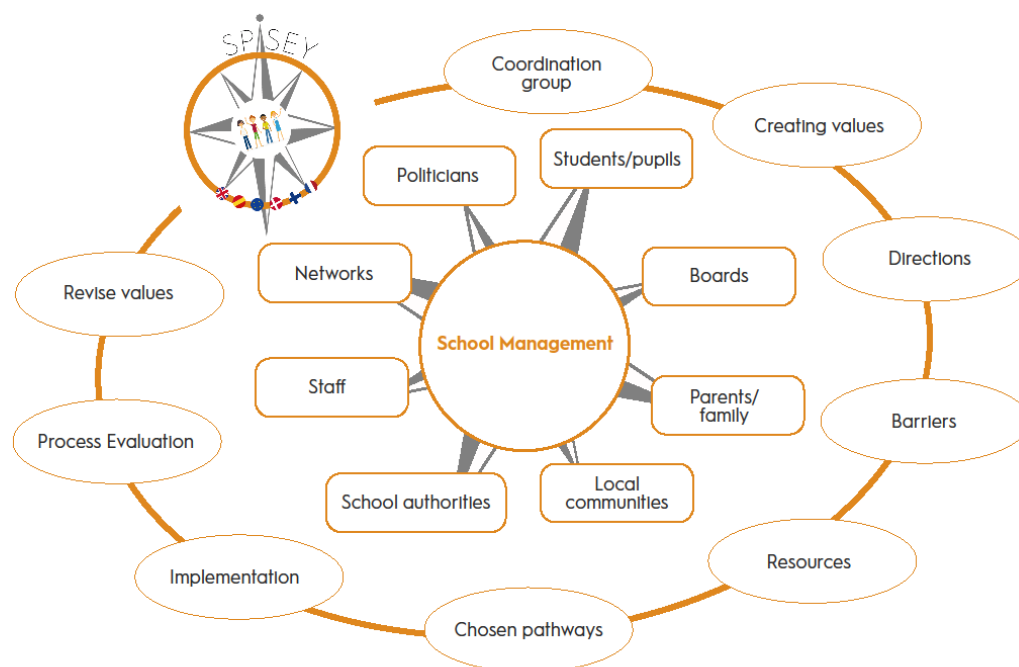 SPISEY
Coordination
group
Creating values
Students/pupils
Politicians
Directions
Networks
Boards
Revise values
School Management
Staff
Parents/
family
Barriers
Process Evaluation
School authorities
Local
communities
Resources
Implementation
Chosen pathways